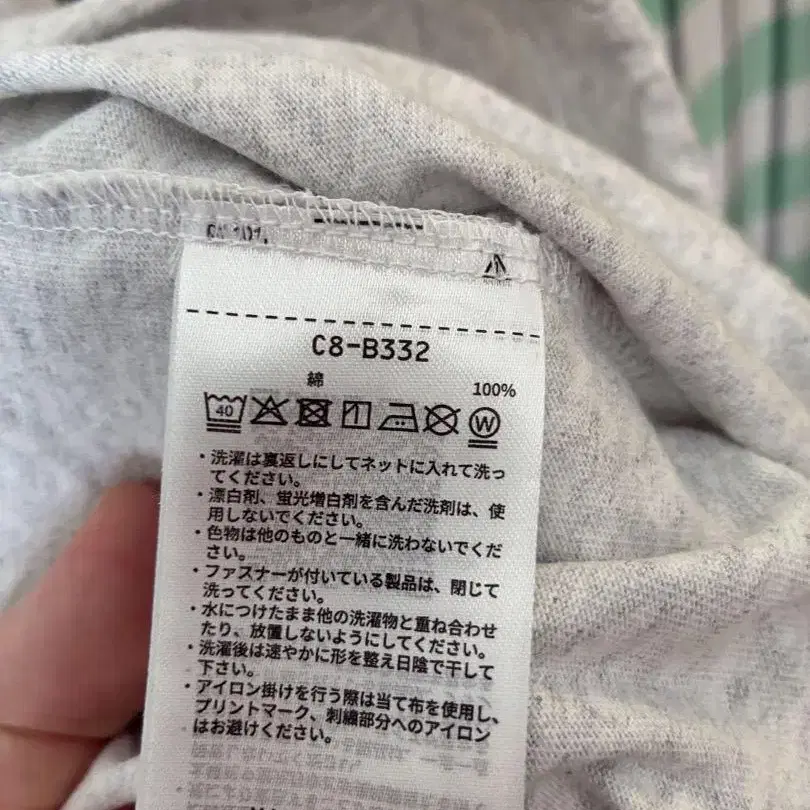 C8-B332
綿 100%
40 W
・洗濯は裏返しにしてネットに入れて洗っ
てください。
・漂白剤、蛍光増白剤を含んだ洗剤は、使
用しないでください。
・色物は他のものと一緒に洗わないでくだ
さい。
・ファスナーが付いている製品は、閉じて
洗ってください。
・水につけたまま他の洗濯物と重ね合わせ
たり、放置しないようにしてください。
・洗濯後は速やかに形を整え日陰で干して
下さい。
・アイロン掛けを行う際は当て布を使用し、
プリントマーク、刺繍部分へのアイロン
はお避けください。